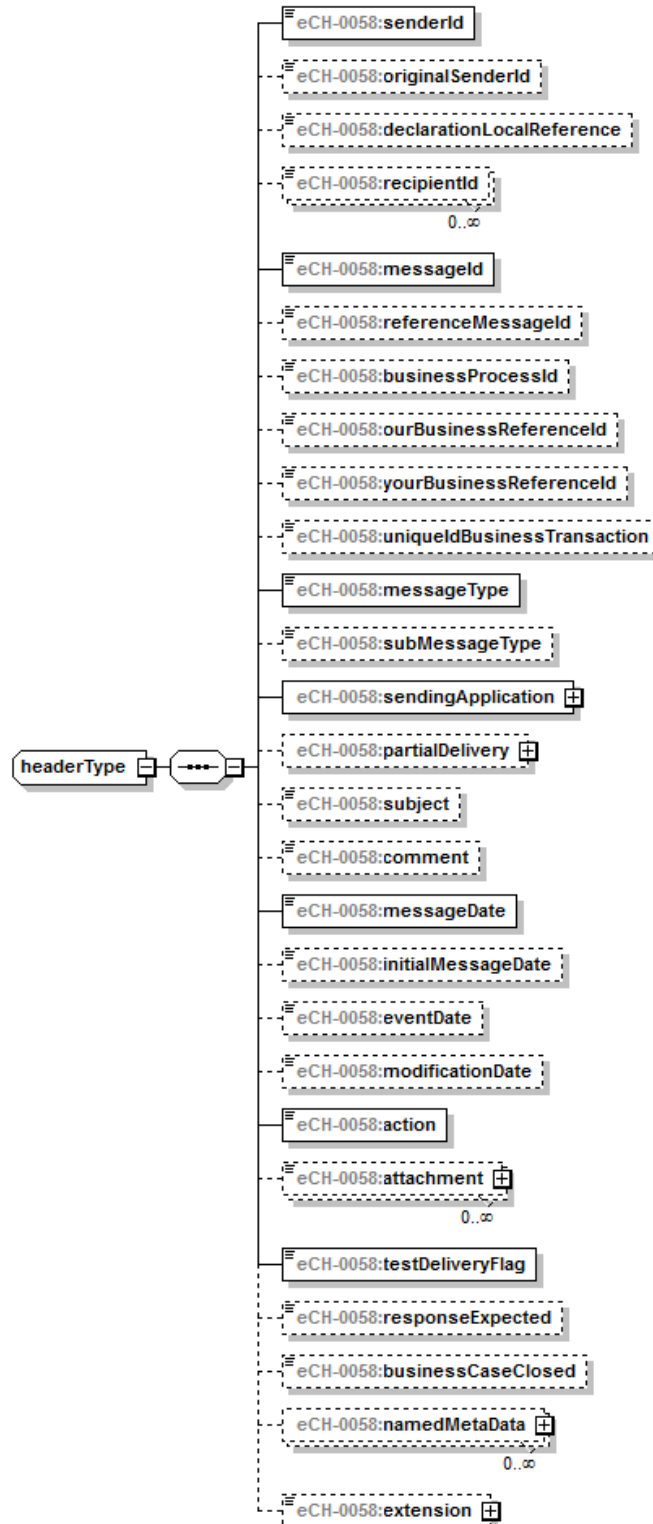 eCH-0058:senderId
eCH-0058:originalSenderId
eCH-0058:declarationLocalReference
eCH-0058:recipientId
0..∞
eCH-0058:messageId
eCH-0058:referenceMessageId
eCH-0058:businessProcessId
eCH-0058:ourBusinessReferenceId
eCH-0058:yourBusinessReferenceId
eCH-0058:uniqueIdBusinessTransaction
eCH-0058:messageType
eCH-0058:subMessageType
eCH-0058:sendingApplication
headerType
eCH-0058:partialDelivery
eCH-0058:subject
eCH-0058:comment
eCH-0058:messageDate
eCH-0058:initialMessageDate
eCH-0058:eventDate
eCH-0058:modificationDate
eCH-0058:action
eCH-0058:attachment
0..∞
eCH-0058:testDeliveryFlag
eCH-0058:responseExpected
eCH-0058:businessCaseClosed
eCH-0058:namedMetaData
0..∞
eCH-0058:extension